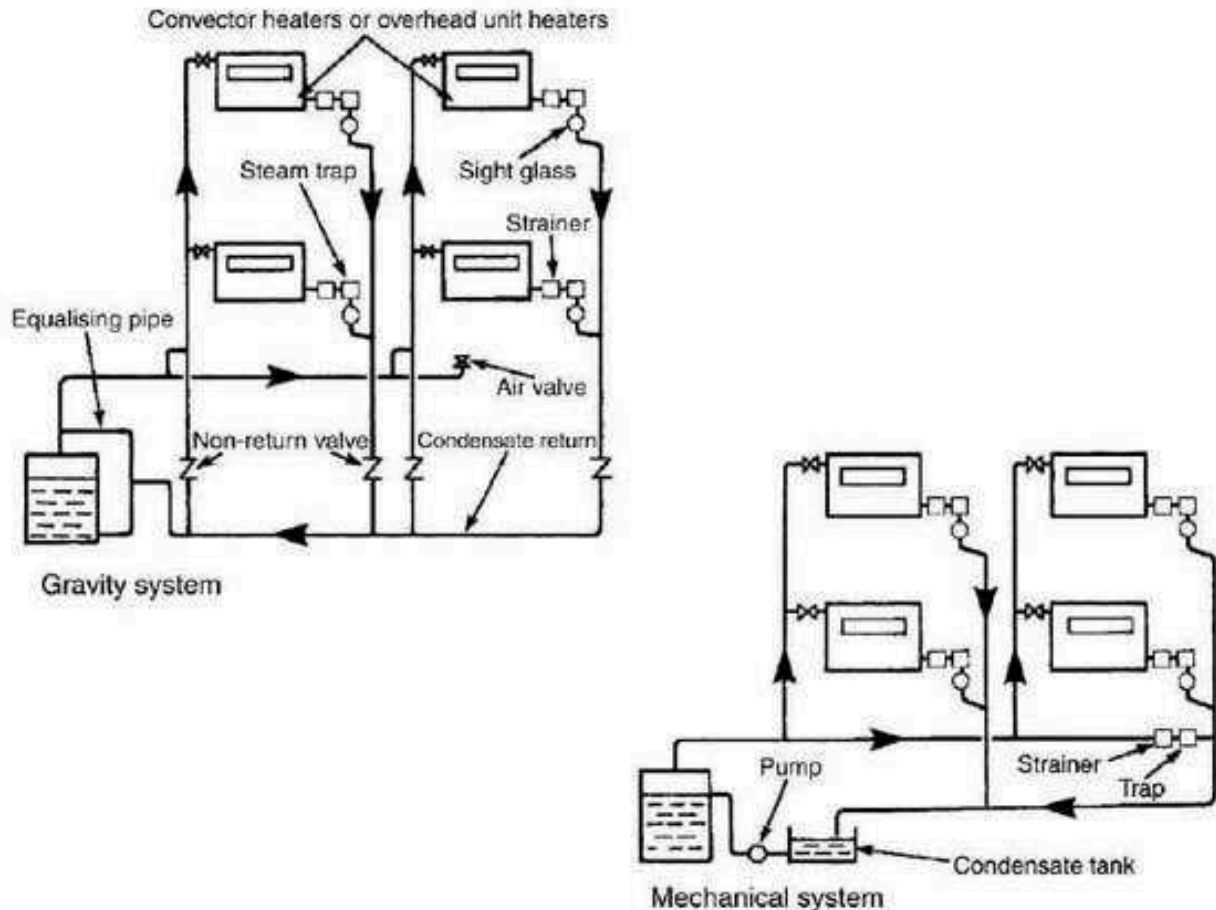 Convector heaters or overhead unit heaters
Steam trap
Sight glass
Strainer
Equalising pipe
Air valve
Non-return valve
Condensate return
Gravity system
Pump
Strainer
Trap
Condensate tank
Mechanical system